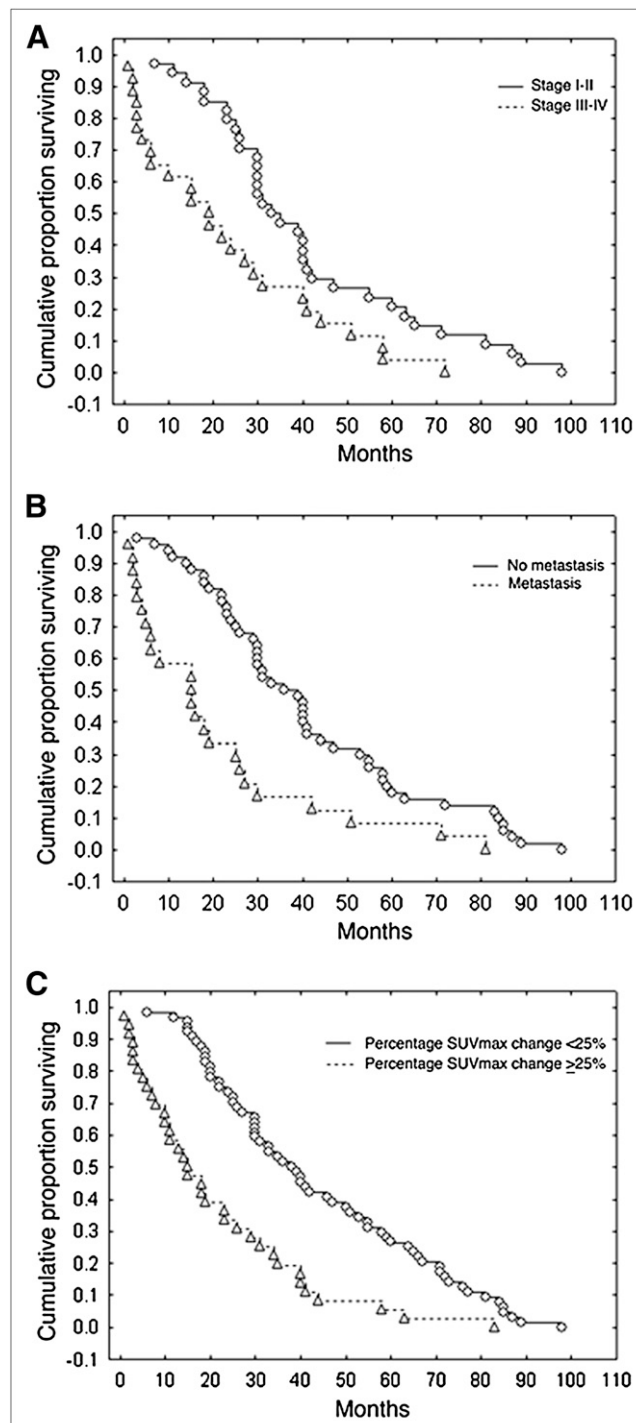 A
Cumulative proportion surviving
1.0
0.9
0.8
0.7
0.6
0.5
0.4
0.3
0.2
0.1
0.0
-0.1
Stage I-II
Stage III-IV
0 10 20 30 40 50 60 70 80 90 100 110
Months
B
Cumulative proportion surviving
1.0
0.9
0.8
0.7
0.6
0.5
0.4
0.3
0.2
0.1
0.0
-0.1
No metastasis
Metastasis
0 10 20 30 40 50 60 70 80 90 100 110
Months
C
Cumulative proportion surviving
1.0
0.9
0.8
0.7
0.6
0.5
0.4
0.3
0.2
0.1
0.0
-0.1
Percentage SUVmax change <25%
Percentage SUVmax change ≥25%
0 10 20 30 40 50 60 70 80 90 100 110
Months